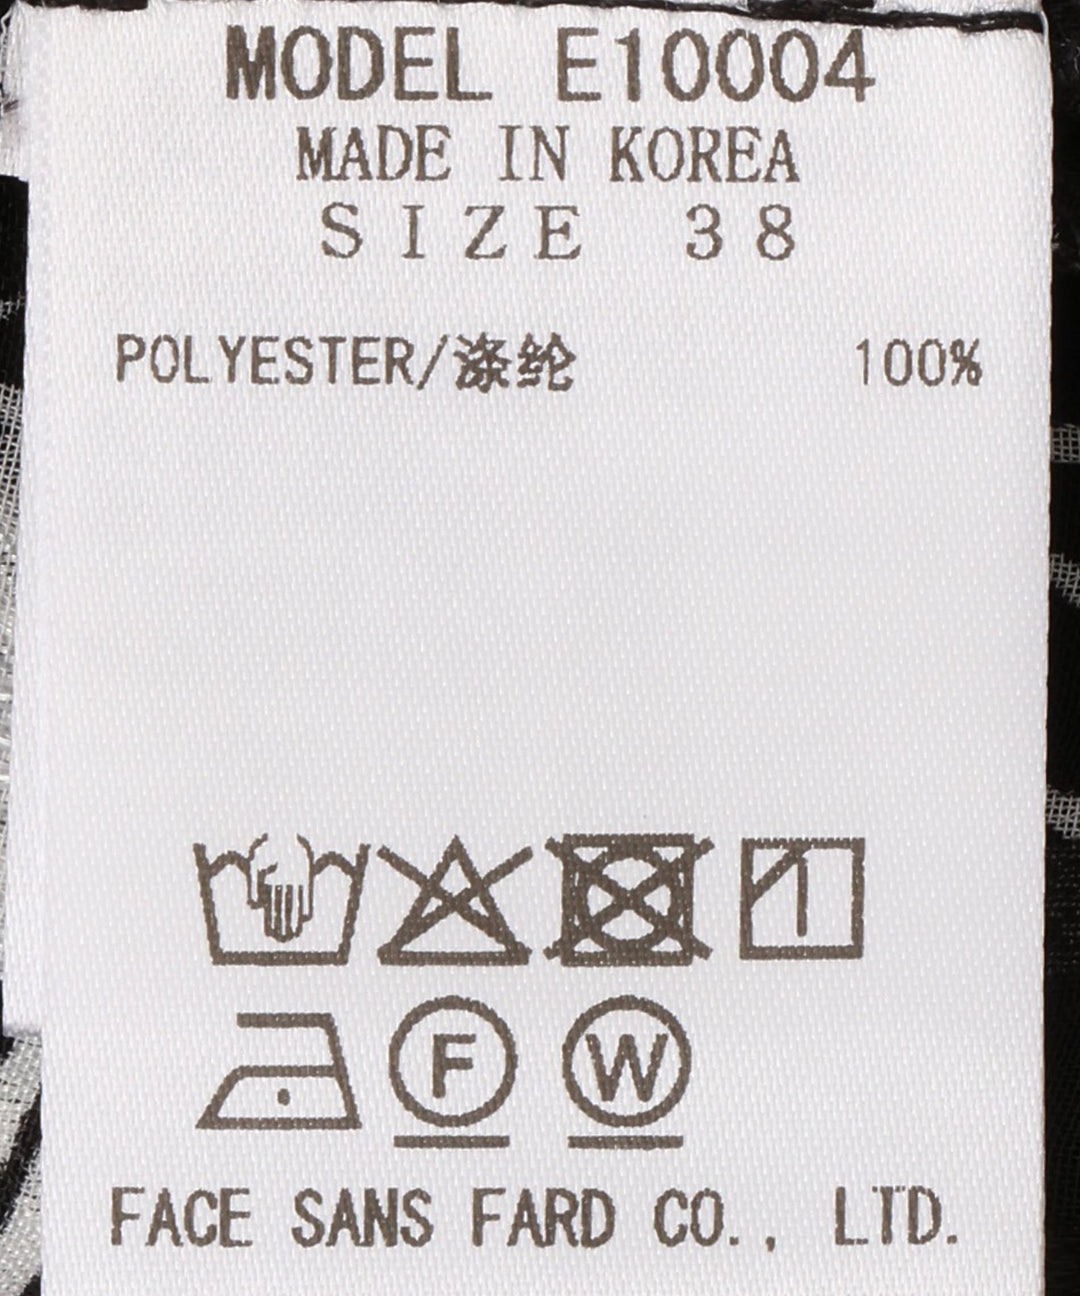 MODEL E10004
MADE IN KOREA
SIZE 38
POLYESTER/涤纶 100%
F W
FACE SANS FARD CO., LTD.